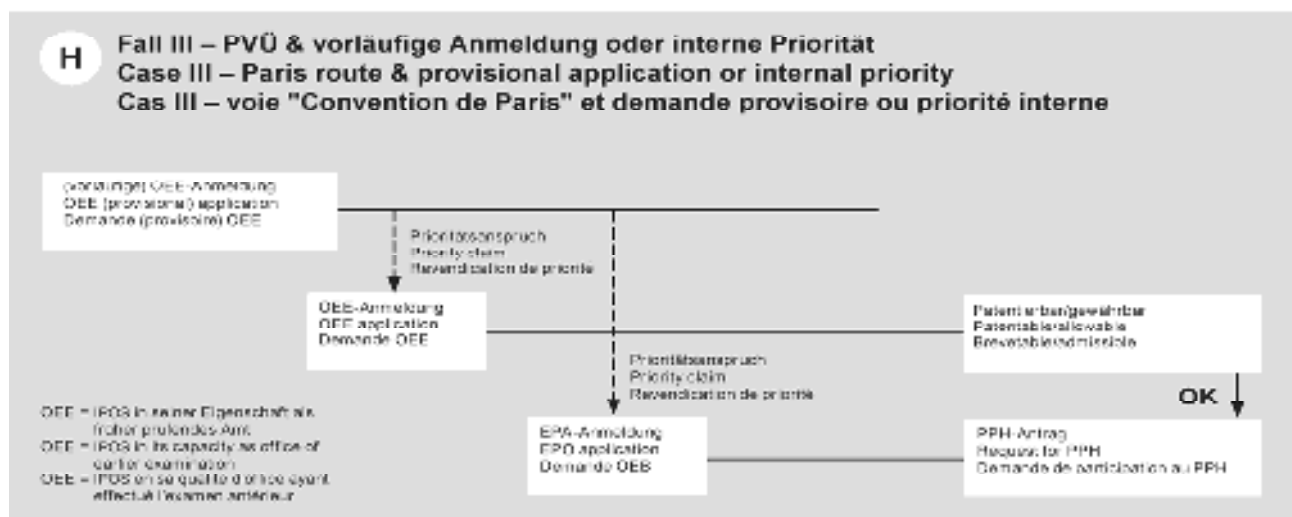 H
Fall III – PVÜ & vorläufige Anmeldung oder interne Priorität
Case III – Paris route & provisional application or internal priority
Cas III – voie "Convention de Paris" et demande provisoire ou priorité interne
(vorläufige) OEE-Anmeldung
OEE (provisional) application
Demande (provisoire) OEE
Prioritätsanspruch
Priority claim
Revendication de priorité
OEE-Anmeldung
OEE application
Demande OEE
Patentierbar/gewährbar
Patentable/allowable
Brevetable/admissible
Prioritätsanspruch
Priority claim
Revendication de priorité
OK
OEE = IPOS in seiner Eigenschaft als
früher prüfendes Amt
OEE = IPOS in its capacity as office of
earlier examination
OEE = IPOS en sa qualité d'office ayant
effectué l'examen antérieur
EPA-Anmeldung
EPO application
Demande OEB
PPH-Antrag
Request for PPH
Demande de participation au PPH